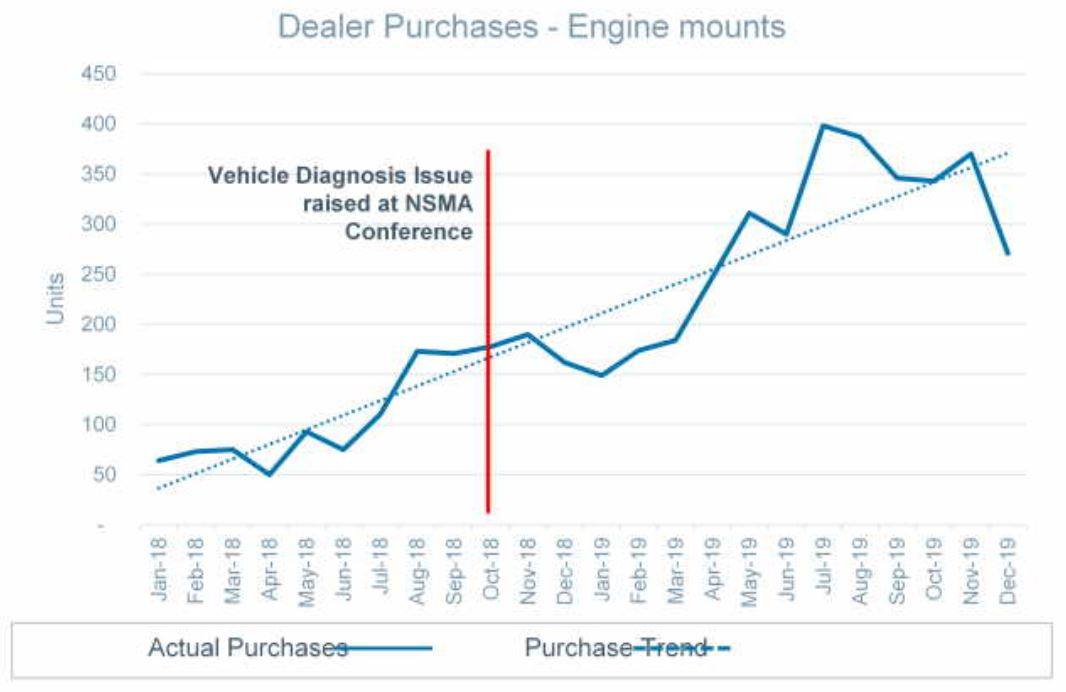 Dealer Purchases - Engine mounts
450
400
350
300
250
200
150
100
50
-
Units
Vehicle Diagnosis Issue
raised at NSMA
Conference
Jan-18
Feb-18
Mar-18
Apr-18
May-18
Jun-18
Jul-18
Aug-18
Sep-18
Oct-18
Nov-18
Dec-18
Jan-19
Feb-19
Mar-19
Apr-19
May-19
Jun-19
Jul-19
Aug-19
Sep-19
Oct-19
Nov-19
Dec-19
Actual Purchases
Purchase Trend